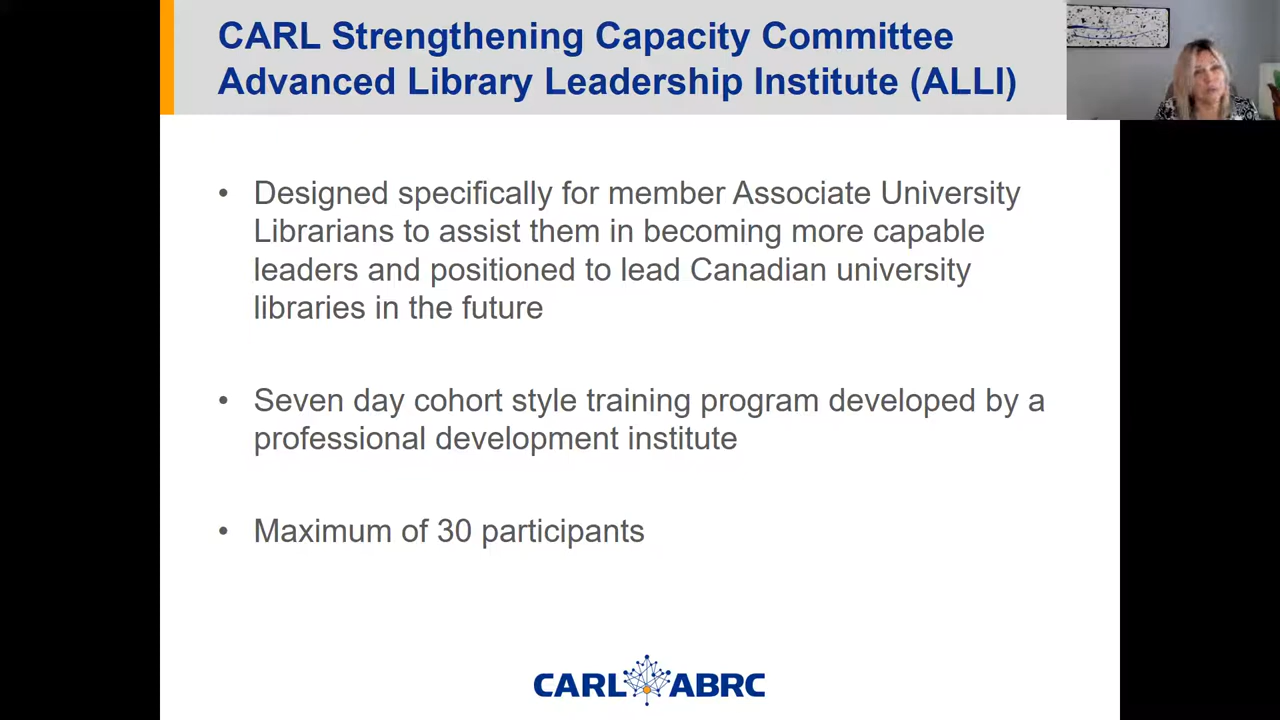 CARL Strengthening Capacity Committee
Advanced Library Leadership Institute (ALLI)
• Designed specifically for member Associate University
Librarians to assist them in becoming more capable
leaders and positioned to lead Canadian university
libraries in the future
• Seven day cohort style training program developed by a
professional development institute
• Maximum of 30 participants
CARL ABRC